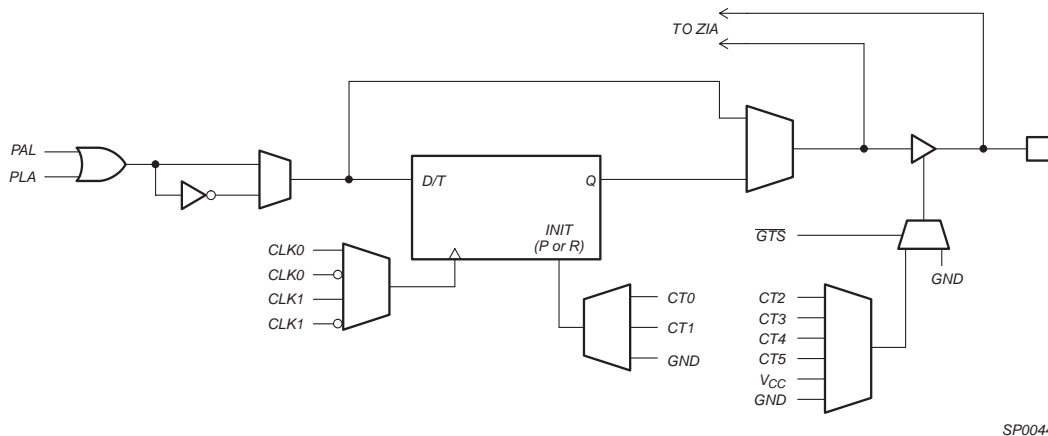 TO ZIA
PAL
PLA
D/T
Q
INIT
(P or R)
CLK0
CLK0
CLK1
CLK1
CT0
CT1
GND
GTS
GND
CT2
CT3
CT4
CT5
VCC
GND